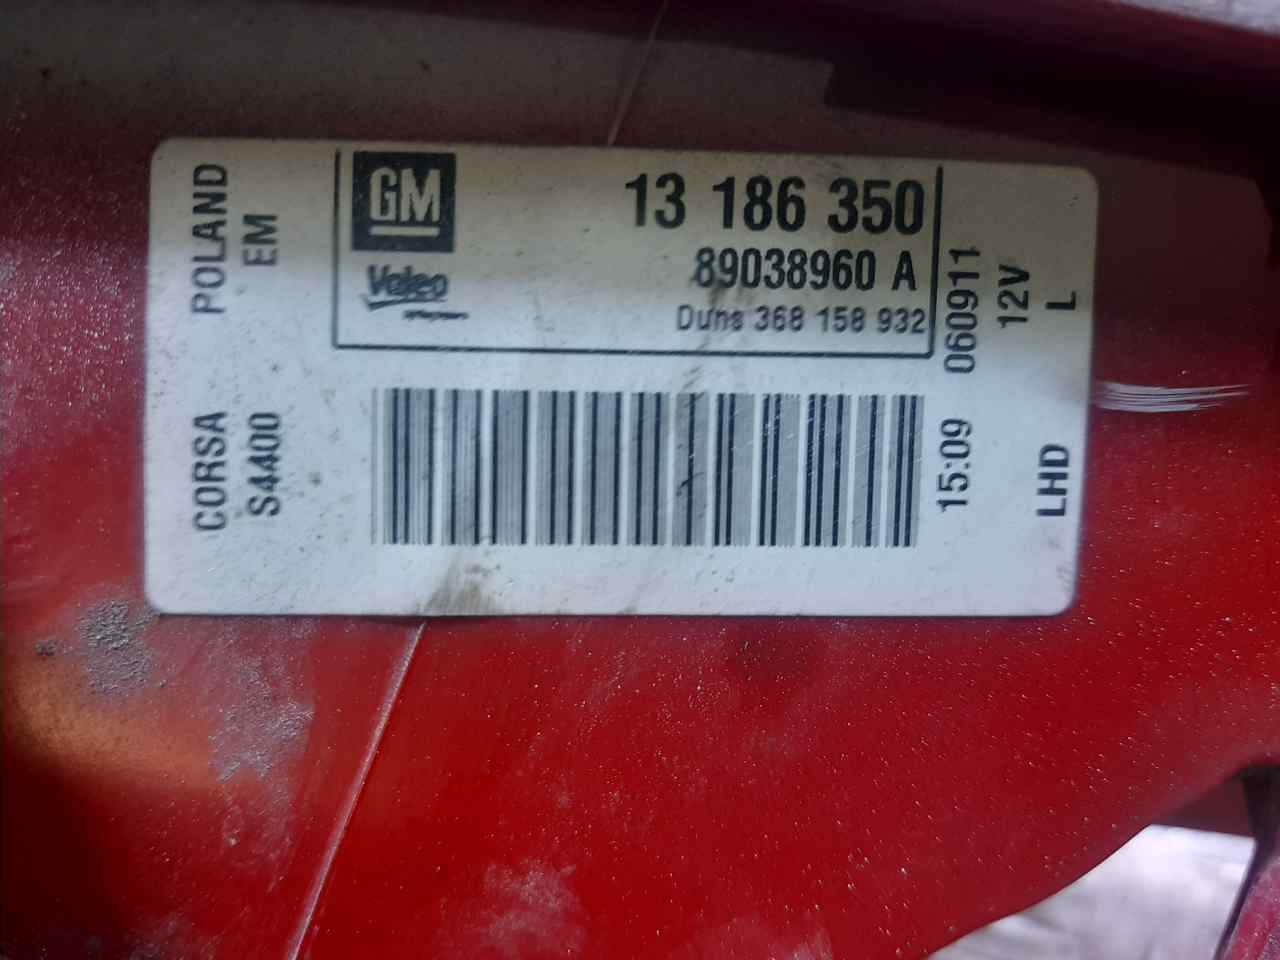 POLAND
EM
CORSA
S4400
GM
Valeo
13 186 350
89038960 A
Duns 368 158 932
060911
15:09
12V
L
LHD